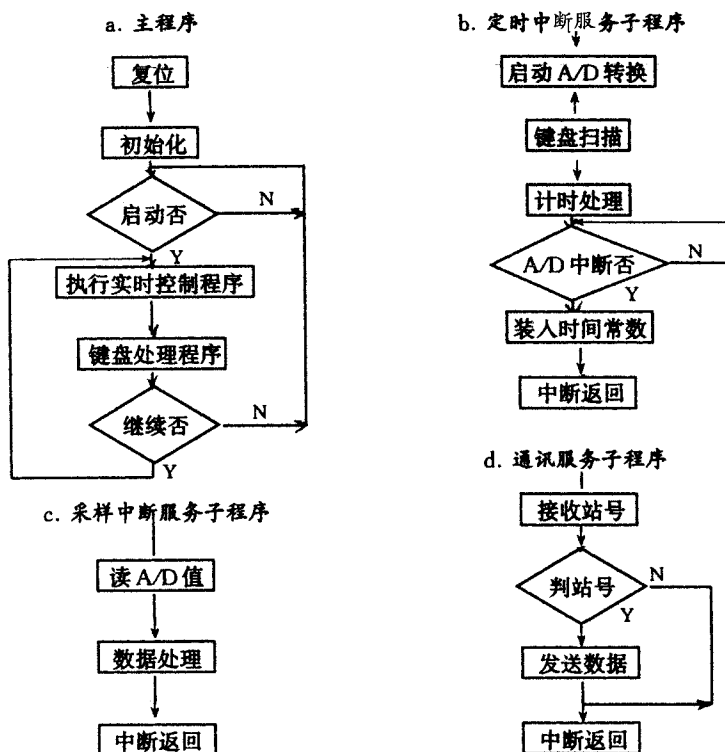 a. 主程序
复位
初始化
启动否
N
Y
执行实时控制程序
键盘处理程序
继续否
N
Y
b. 定时中断服务子程序
启动 A/D 转换
键盘扫描
计时处理
A/D 中断否
N
Y
装入时间常数
中断返回
c. 采样中断服务子程序
读 A/D 值
数据处理
中断返回
d. 通讯服务子程序
接收站号
判站号
N
Y
发送数据
中断返回